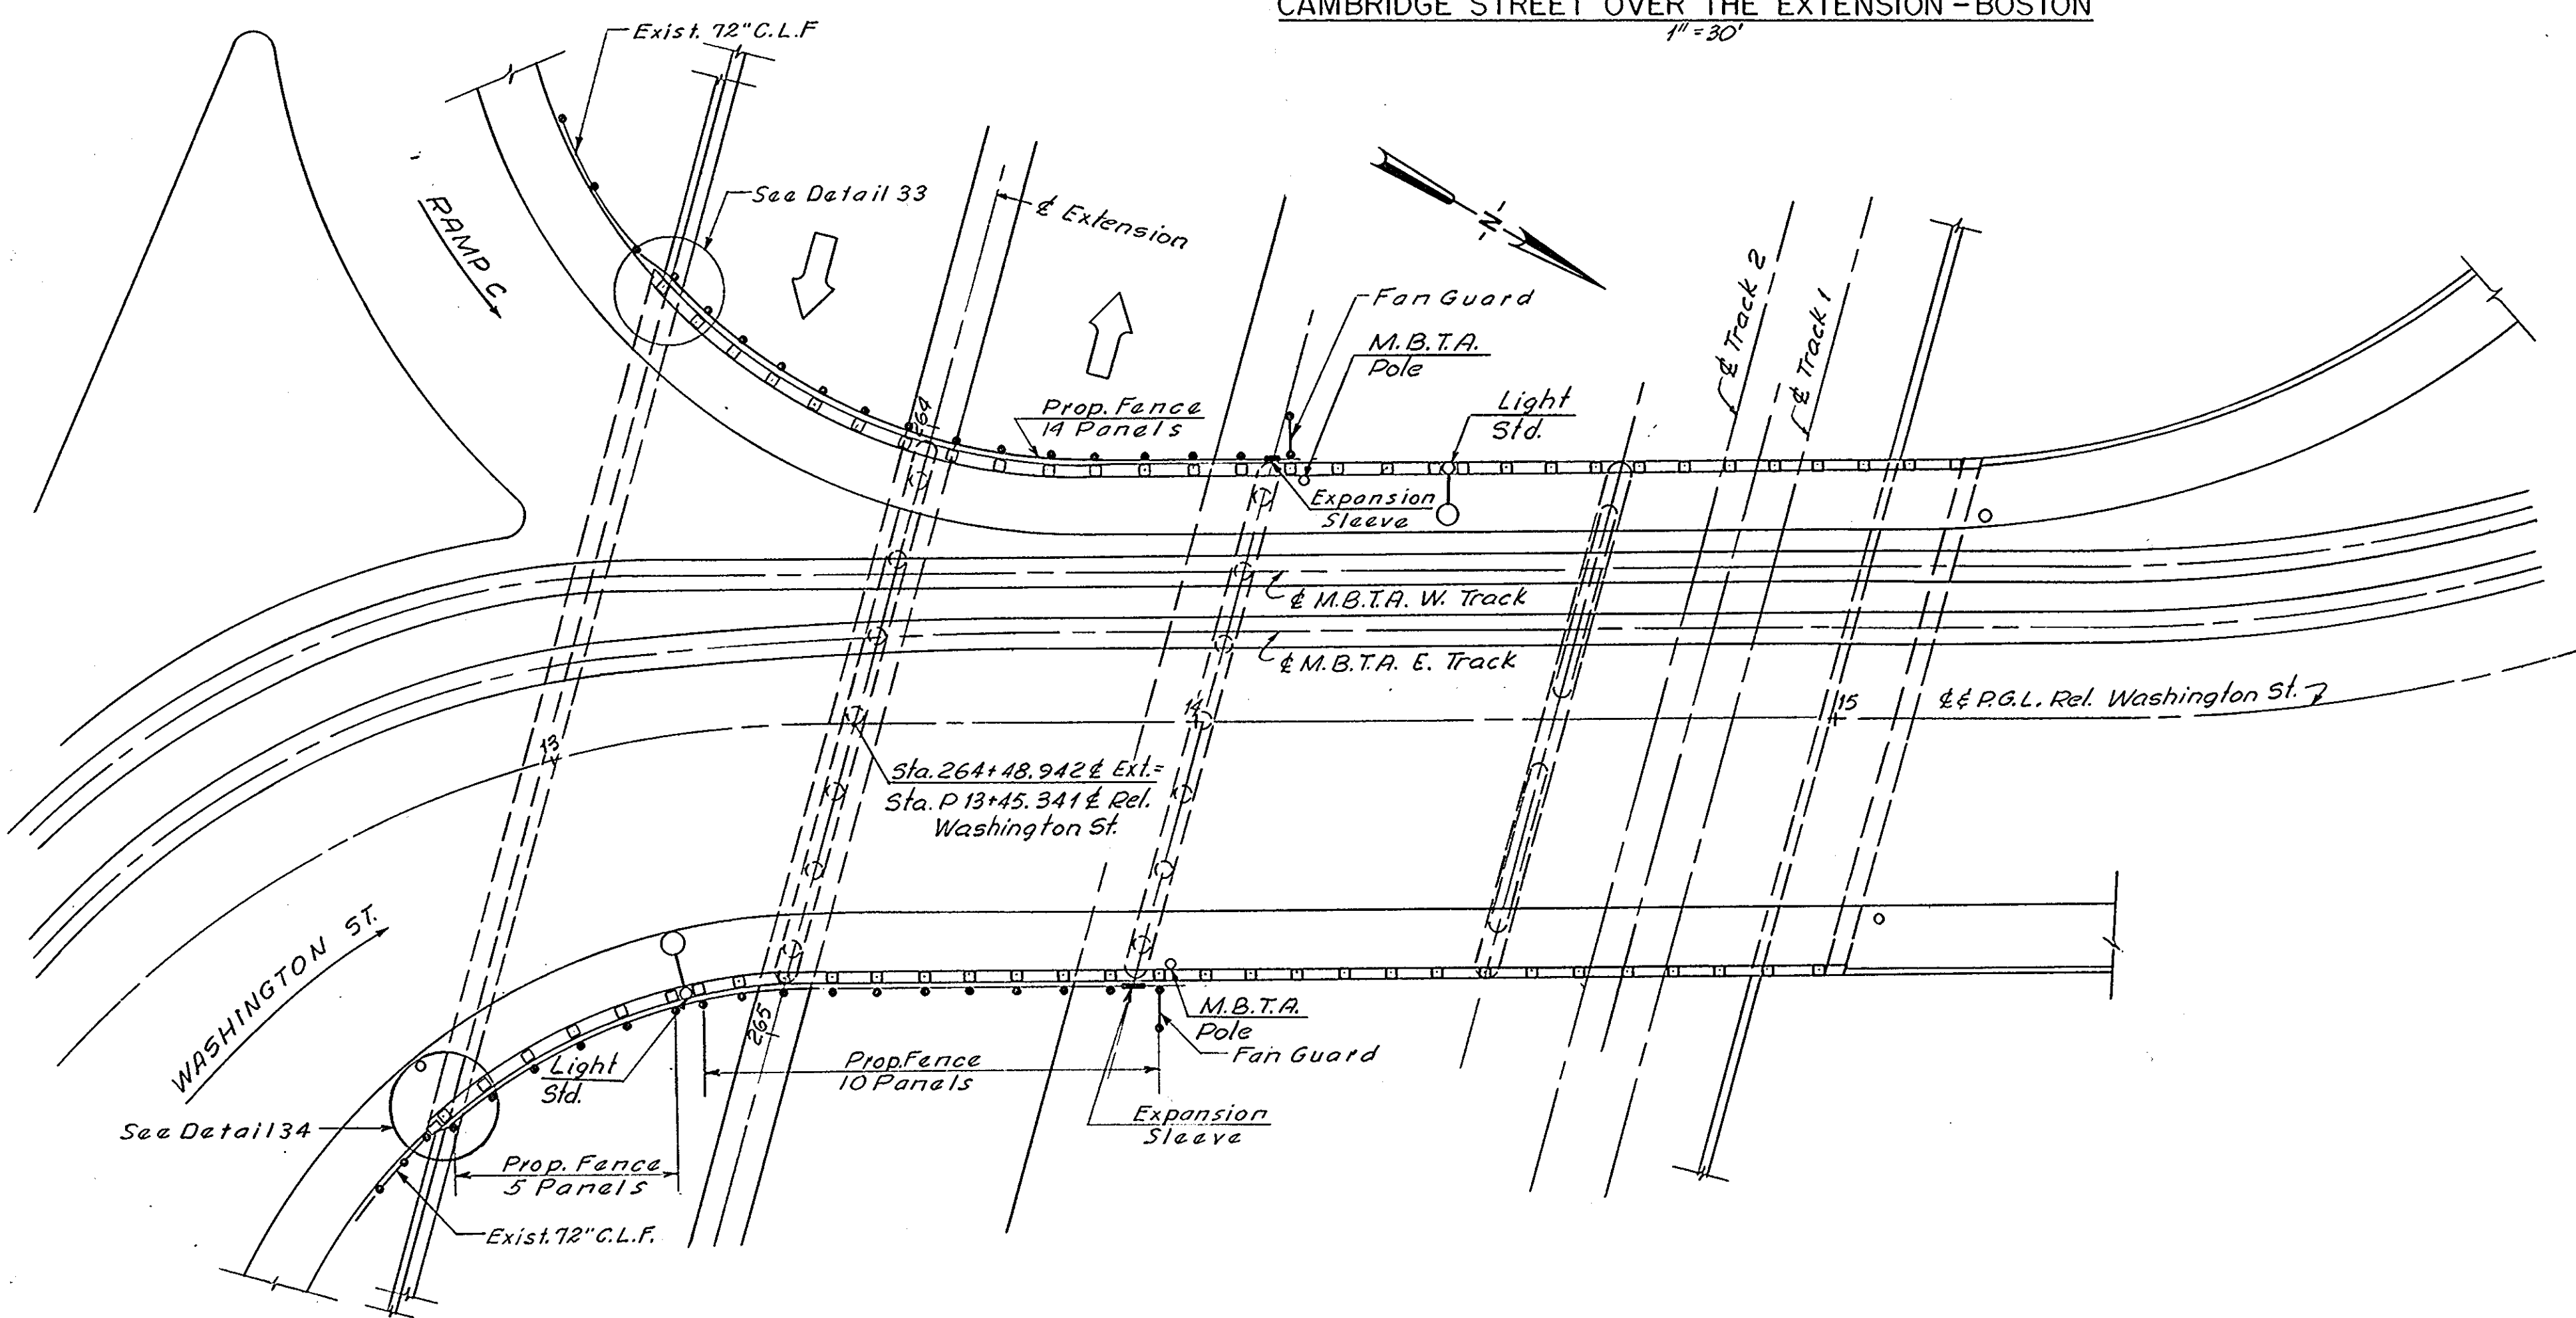 CAMBRIDGE STREET OVER THE EXTENSION - BOSTON
1" = 30'
Exist. 72" C.L.F
See Detail 33
RAMP C
℄ Extension
-N-
Fan Guard
M.B.T.A.
Pole
℄ Track 2
℄ Track 1
Prop. Fence
14 Panels
Light
Std.
264
Expansion
Sleeve
℄ M.B.T.A. W. Track
℄ M.B.T.A. E. Track
13
14
15
℄ & P.G.L. Rel. Washington St.
Sta. 264+48.942 ℄ Ext. =
Sta. P 13+45.341 ℄ Rel.
Washington St.
WASHINGTON ST.
265
M.B.T.A.
Pole
Fan Guard
Light
Std.
Prop. Fence
10 Panels
Expansion
Sleeve
See Detail 34
Prop. Fence
5 Panels
Exist. 72" C.L.F.